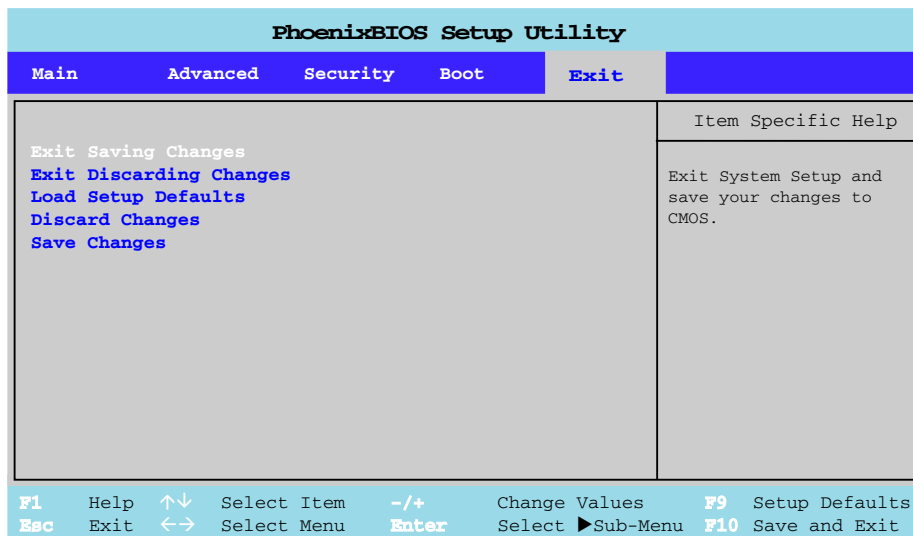 PhoenixBIOS Setup Utility
Main Advanced Security Boot Exit
Item Specific Help
Exit Saving Changes
Exit Discarding Changes
Load Setup Defaults
Discard Changes
Save Changes
Exit System Setup and
save your changes to
CMOS.
F1 Help ↑↓ Select Item -/+ Change Values F9 Setup Defaults
Esc Exit ←→ Select Menu Enter Select ▶Sub-Menu F10 Save and Exit